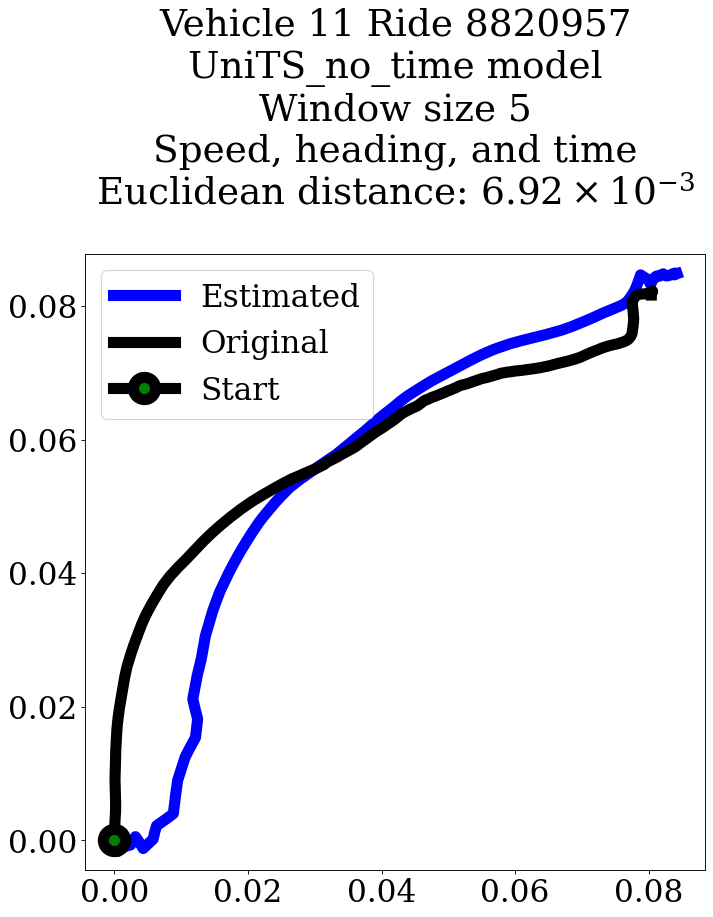 Vehicle 11 Ride 8820957
UniTS_no_time model
Window size 5
Speed, heading, and time
Euclidean distance: 6.92 × 10⁻³
Estimated
Original
Start
0.08
0.06
0.04
0.02
0.00
0.00 0.02 0.04 0.06 0.08